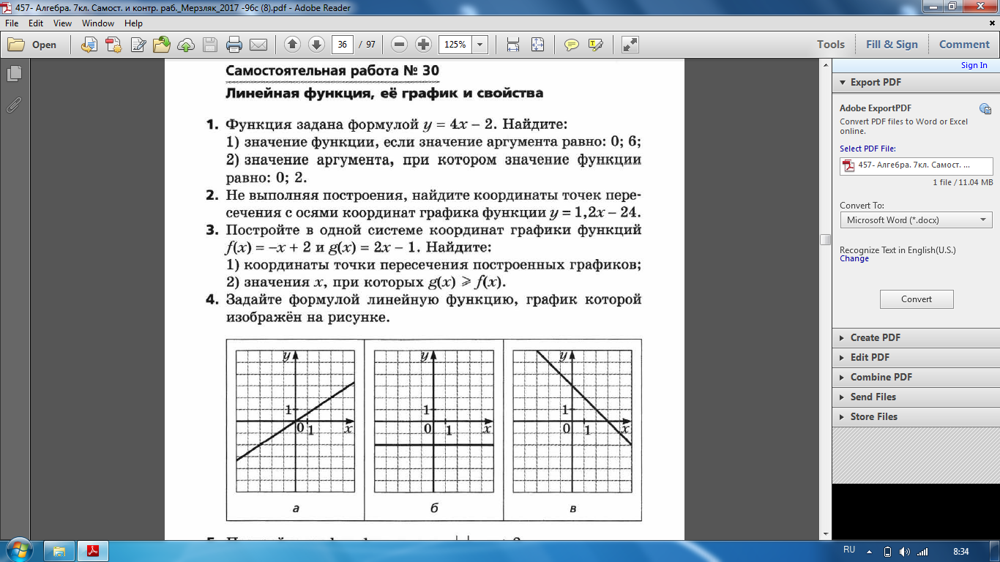 457- Алгебра. 7кл. Самост. и контр. раб._Мерзляк_2017 -96с (8).pdf - Adobe Reader
File Edit View Window Help
Open 36 / 97 125% Tools Fill & Sign Comment
Sign In
Самостоятельная работа № 30
Линейная функция, её график и свойства
1. Функция задана формулой y = 4x – 2. Найдите:
1) значение функции, если значение аргумента равно: 0; 6;
2) значение аргумента, при котором значение функции
равно: 0; 2.
2. Не выполняя построения, найдите координаты точек пере-
сечения с осями координат графика функции y = 1,2x – 24.
3. Постройте в одной системе координат графики функций
f(x) = –x + 2 и g(x) = 2x – 1. Найдите:
1) координаты точки пересечения построенных графиков;
2) значения x, при которых g(x) ⩾ f(x).
4. Задайте формулой линейную функцию, график которой
изображён на рисунке.
y 1 0 1 x
а
y 1 0 1 x
б
y 1 0 1 x
в
Export PDF
Adobe ExportPDF
Convert PDF files to Word or Excel
online.
Select PDF File:
457- Алгебра. 7кл. Самост. ...
1 file / 11.04 MB
Convert To:
Microsoft Word (*.docx)
Recognize Text in English(U.S.)
Change
Convert
Create PDF
Edit PDF
Combine PDF
Send Files
Store Files
RU 8:34